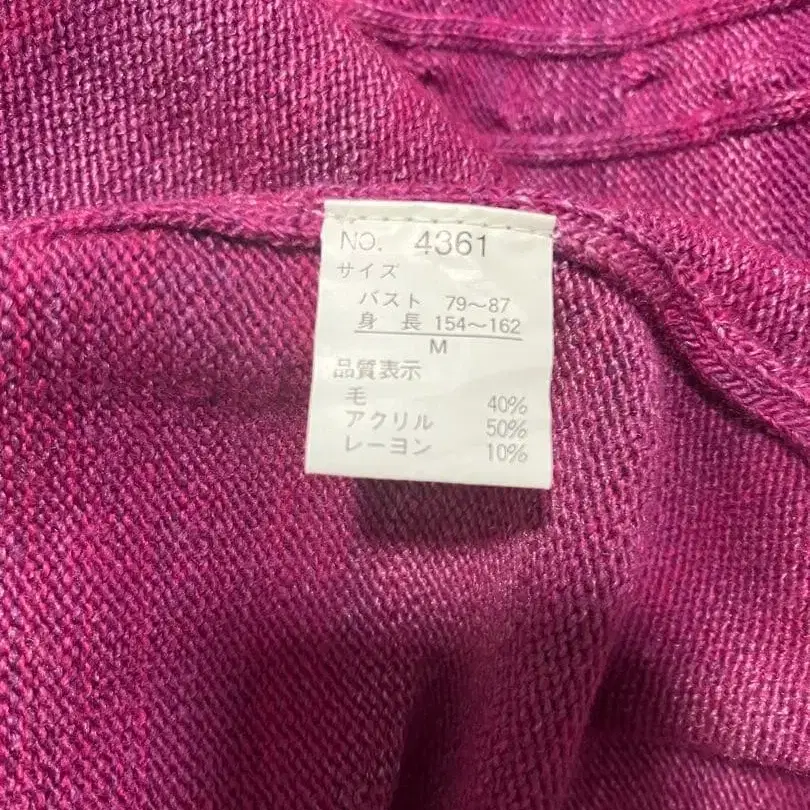 NO. 4361
サイズ
バスト 79～87
身 長 154～162
M
品質表示
毛 40%
アクリル 50%
レーヨン 10%